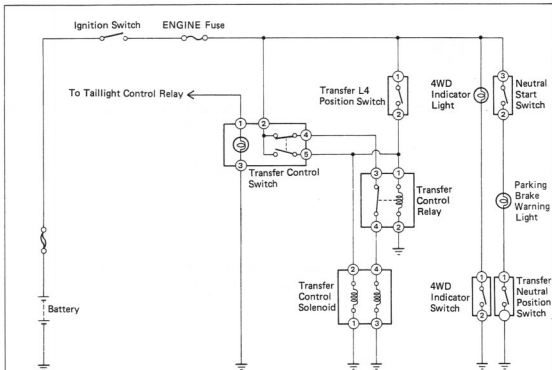 Ignition Switch
ENGINE Fuse
To Taillight Control Relay
Transfer L4
Position Switch
1
2
4WD
Indicator
Light
3
2
Neutral
Start
Switch
1
2
4
5
3
Transfer Control
Switch
3
1
4
2
Transfer
Control
Relay
Parking
Brake
Warning
Light
Battery
Transfer
Control
Solenoid
2
4
1
3
4WD
Indicator
Switch
1
2
1
Transfer
Neutral
Position
Switch